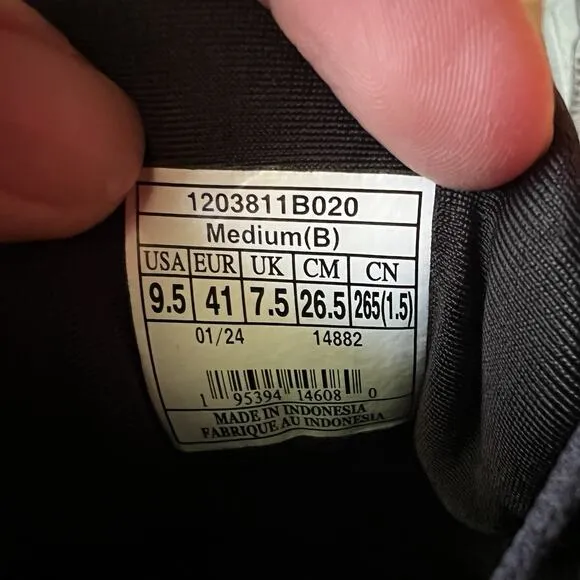 1203811B020
Medium(B)
USA EUR UK CM CN
9.5 41 7.5 26.5 265(1.5)
01/24 14882
1 95394 14608 0
MADE IN INDONESIA
FABRIQUE AU INDONESIA